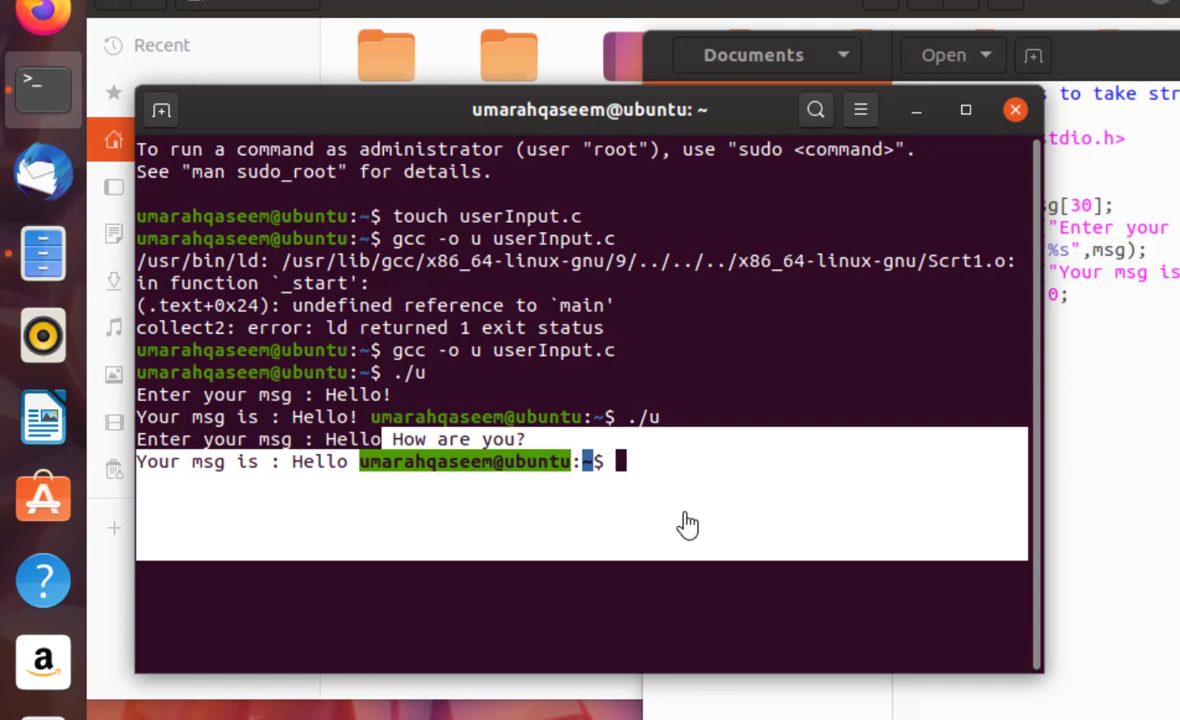 Recent
Documents
Open
umarahqaseem@ubuntu: ~
To run a command as administrator (user "root"), use "sudo <command>".
See "man sudo_root" for details.
umarahqaseem@ubuntu:~$ touch userInput.c
umarahqaseem@ubuntu:~$ gcc -o u userInput.c
/usr/bin/ld: /usr/lib/gcc/x86_64-linux-gnu/9/../../../x86_64-linux-gnu/Scrt1.o:
in function `_start':
(.text+0x24): undefined reference to `main'
collect2: error: ld returned 1 exit status
umarahqaseem@ubuntu:~$ gcc -o u userInput.c
umarahqaseem@ubuntu:~$ ./u
Enter your msg : Hello!
Your msg is : Hello! umarahqaseem@ubuntu:~$ ./u
Enter your msg : Hello How are you?
Your msg is : Hello umarahqaseem@ubuntu:~$
s to take str
tdio.h>
sg[30];
"Enter your
%s",msg);
"Your msg is
0;
>_
?
a